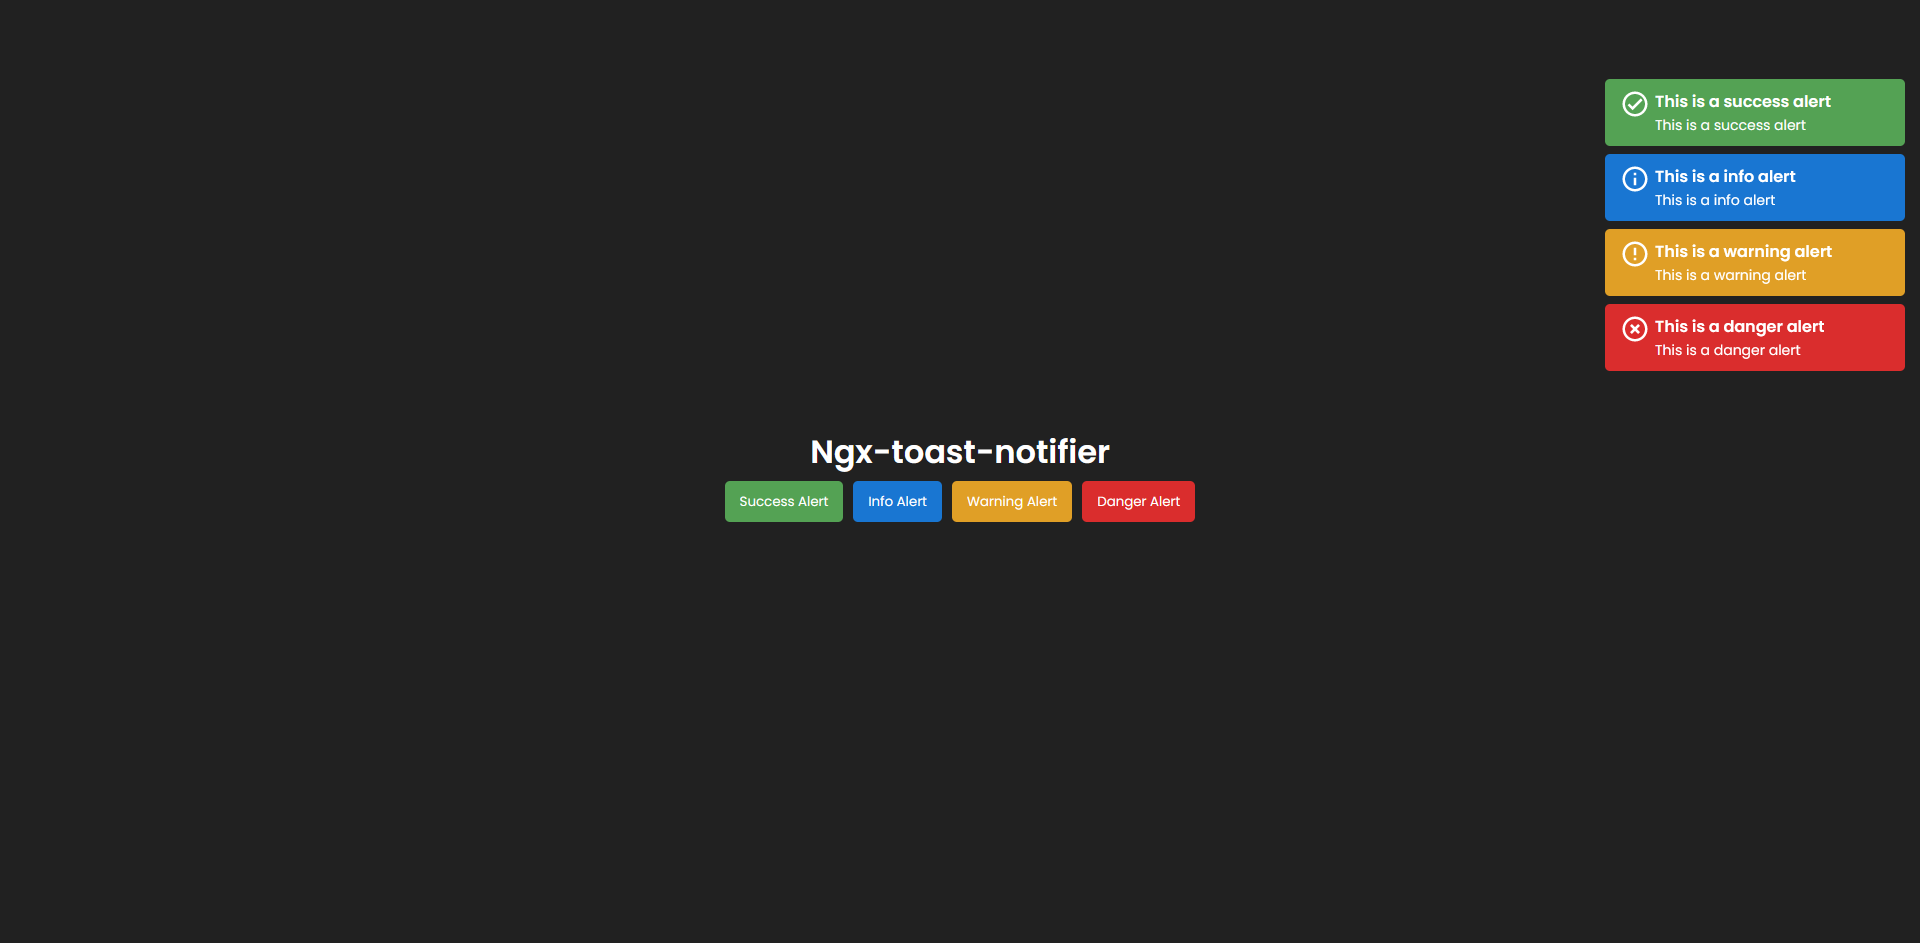 This is a success alert
This is a success alert
This is a info alert
This is a info alert
This is a warning alert
This is a warning alert
This is a danger alert
This is a danger alert
Ngx-toast-notifier
Success Alert
Info Alert
Warning Alert
Danger Alert